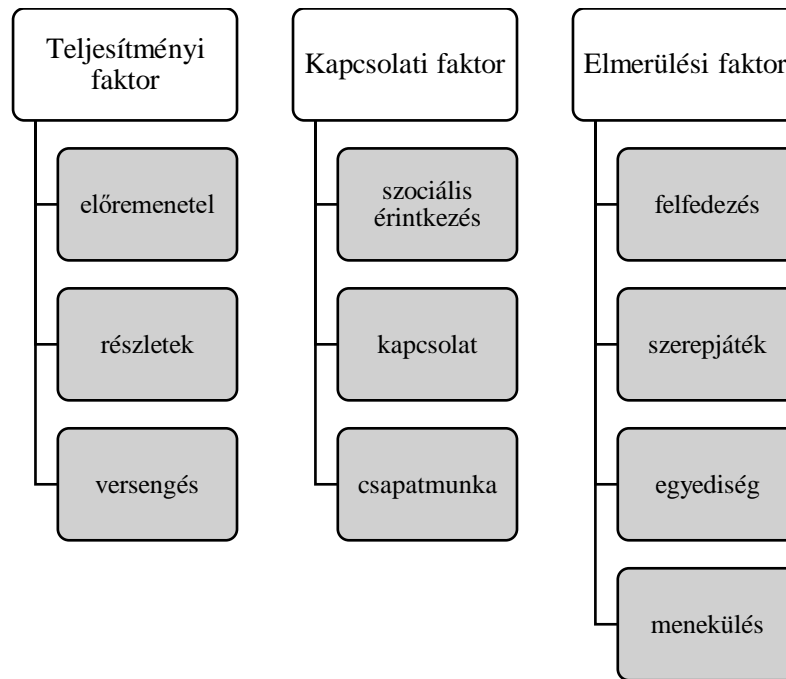 Teljesítményi
faktor
előremenetel
részletek
versengés
Kapcsolati faktor
szociális
érintkezés
kapcsolat
csapatmunka
Elmerülési faktor
felfedezés
szerepjáték
egyediség
menekülés